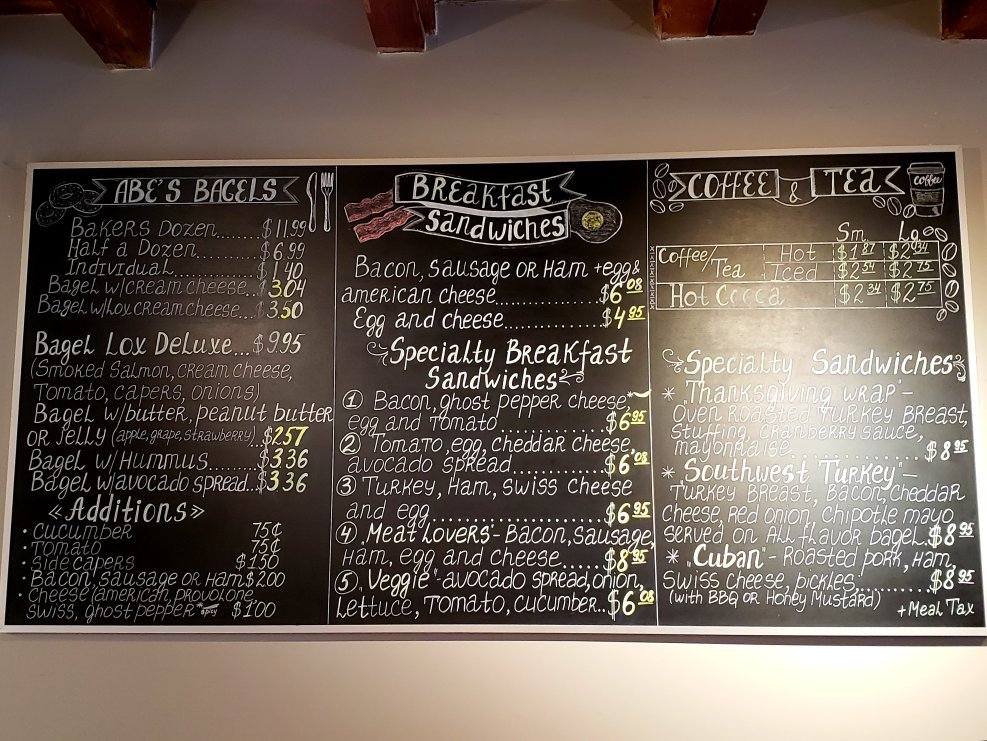 ABE'S BAGELS
BAKERS DOZEN........$11.99
Half a Dozen........$6.99
Individual..........$1.40
Bagel w/cream cheese..$3.04
Bagel w/Lox cream cheese...$3.50
Bagel Lox Deluxe...$9.95
(Smoked Salmon, cream cheese,
Tomato, capers, onions)
Bagel w/butter, peanut butter
or jelly (apple, grape, strawberry)..$2.57
Bagel w/Hummus.......$3.36
Bagel w/avocado spread...$3.36
«Additions»
• cucumber 75¢
• Tomato 75¢
• side capers $1.50
• Bacon, sausage or Ham $2.00
• cheese (american, provolone,
swiss, ghost pepper* spicy $1.00
BREAKfast
Sandwiches
Bacon, sausage or Ham + egg &
american cheese..........$6.08
Egg and cheese............$4.95
Specialty Breakfast
Sandwiches
1 Bacon, ghost pepper cheese,
egg and Tomato..........$6.95
2 Tomato, egg, cheddar cheese,
avocado spread........$6.08
3 Turkey, Ham, Swiss cheese
and egg....................$6.95
4 „Meat Lovers - Bacon, Sausage,
Ham, egg and cheese.....$8.95
5 „Veggie" - avocado spread, onion,
Lettuce, Tomato, cucumber..$6.08
COFFEE & TEA
coffee
Sm Lg
Coffee/Tea Hot $1.87 $2.34
Iced $2.54 $2.75
Hot Cocoa $2.34 $2.75
Specialty Sandwiches
* „Thanksgiving wrap" -
Oven Roasted Turkey Breast,
Stuffing, cranberry sauce,
mayonnaise.................$8.95
* „Southwest Turkey" -
Turkey Breast, Bacon, cheddar
cheese, red onion, chipotle mayo
served on all flavor bagel.$8.95
* „Cuban" - Roasted pork, Ham,
Swiss cheese, pickles.........$8.95
(with BBQ or Honey Mustard)
+Meal Tax